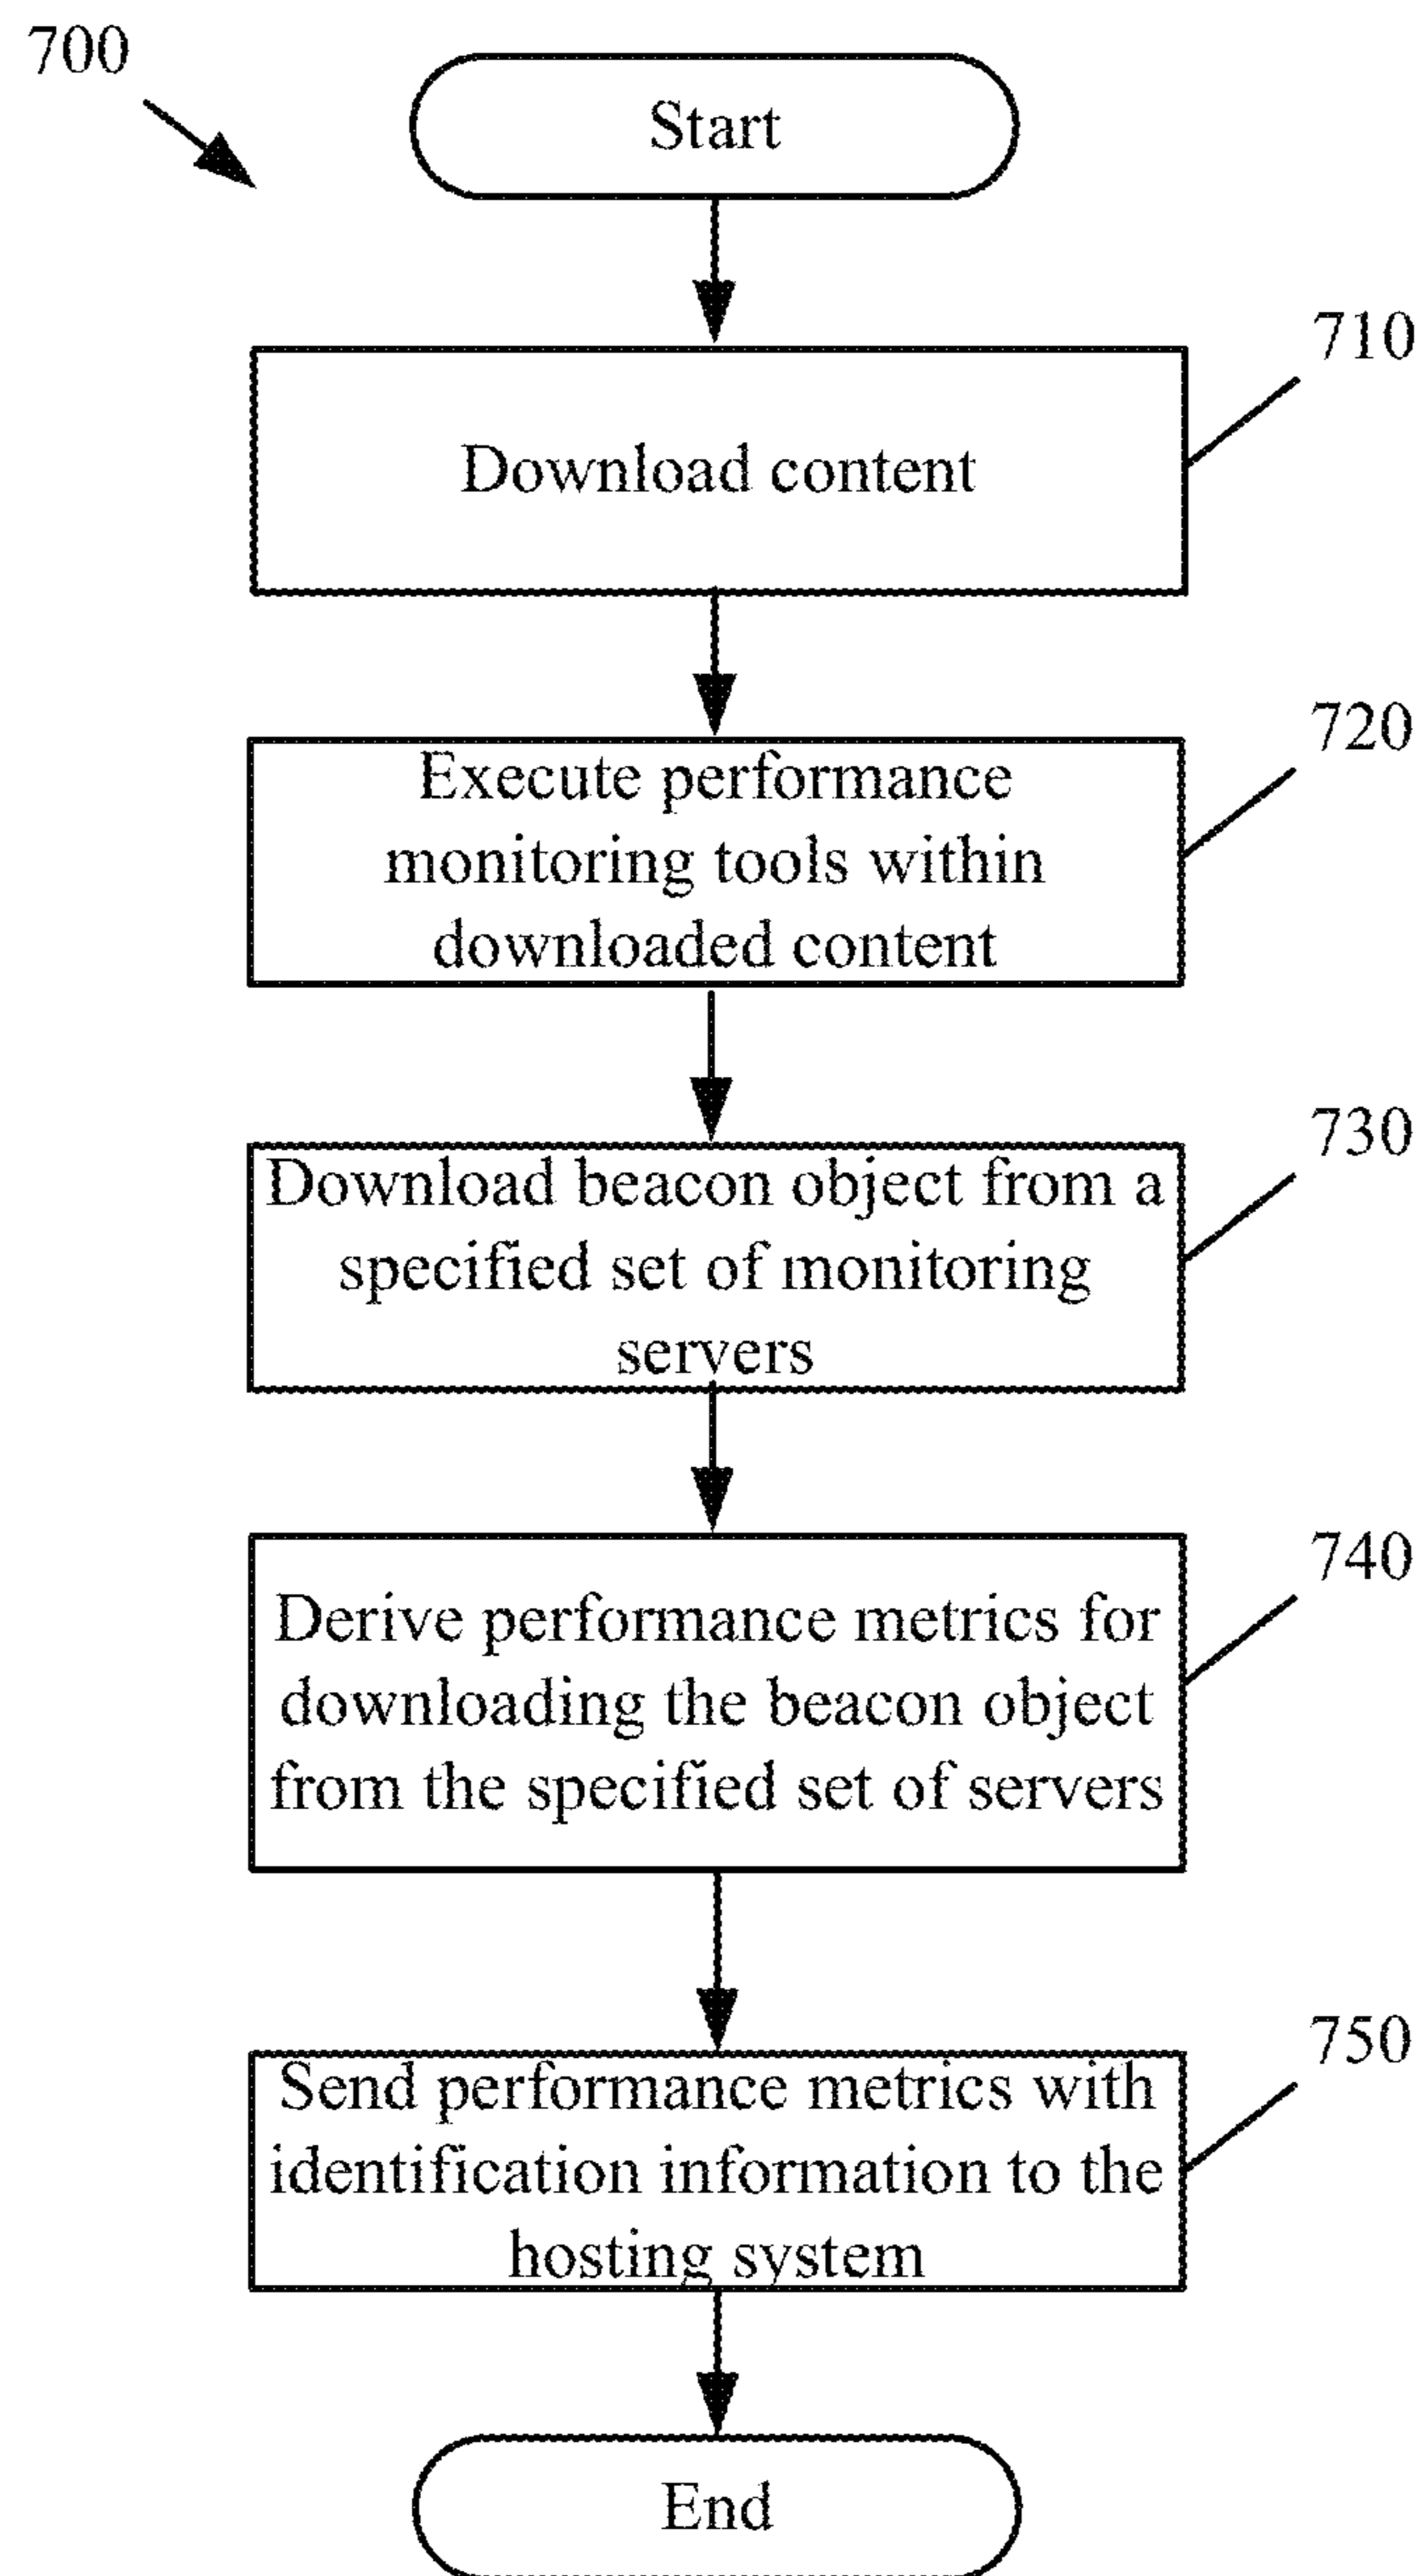 700
Start
710
Download content
720
Execute performance
monitoring tools within
downloaded content
730
Download beacon object from a
specified set of monitoring
servers
740
Derive performance metrics for
downloading the beacon object
from the specified set of servers
750
Send performance metrics with
identification information to the
hosting system
End